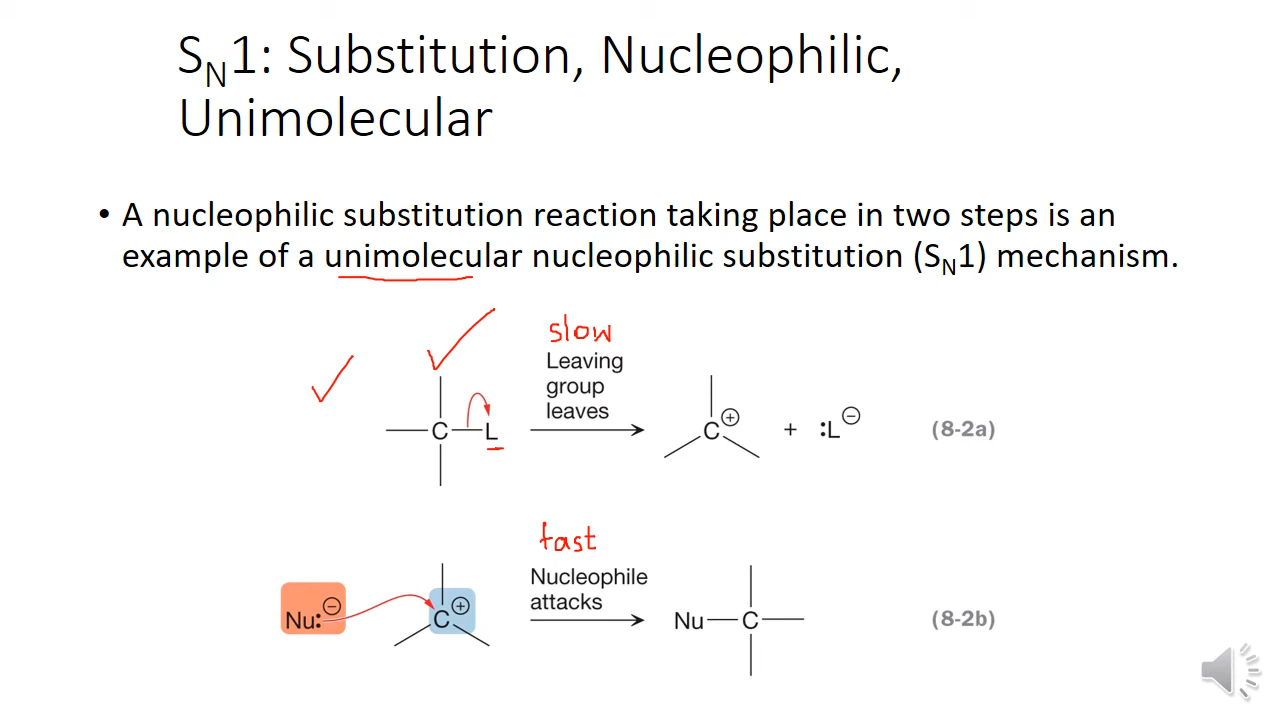 SN1: Substitution, Nucleophilic,
Unimolecular
• A nucleophilic substitution reaction taking place in two steps is an
example of a unimolecular nucleophilic substitution (SN1) mechanism.
slow
Leaving
group
leaves
C L
C ⊕ + :L ⊖ (8-2a)
fast
Nucleophile
attacks
Nu: ⊖ C ⊕
Nu C (8-2b)